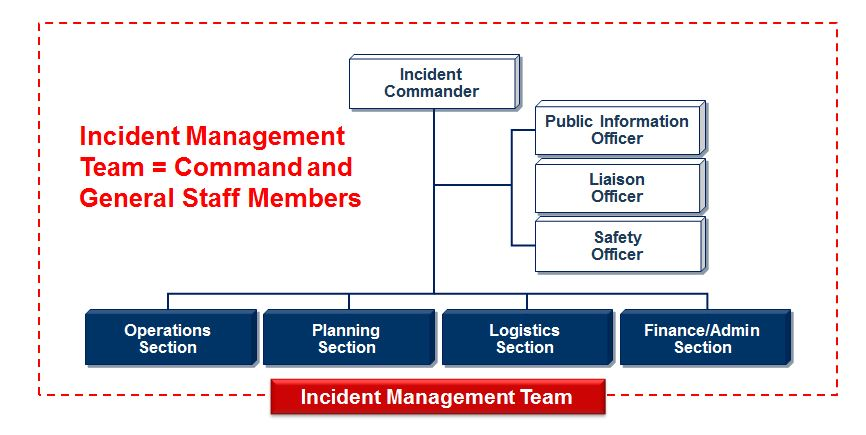 Incident
Commander
Incident Management
Team = Command and
General Staff Members
Public Information
Officer
Liaison
Officer
Safety
Officer
Operations
Section
Planning
Section
Logistics
Section
Finance/Admin
Section
Incident Management Team